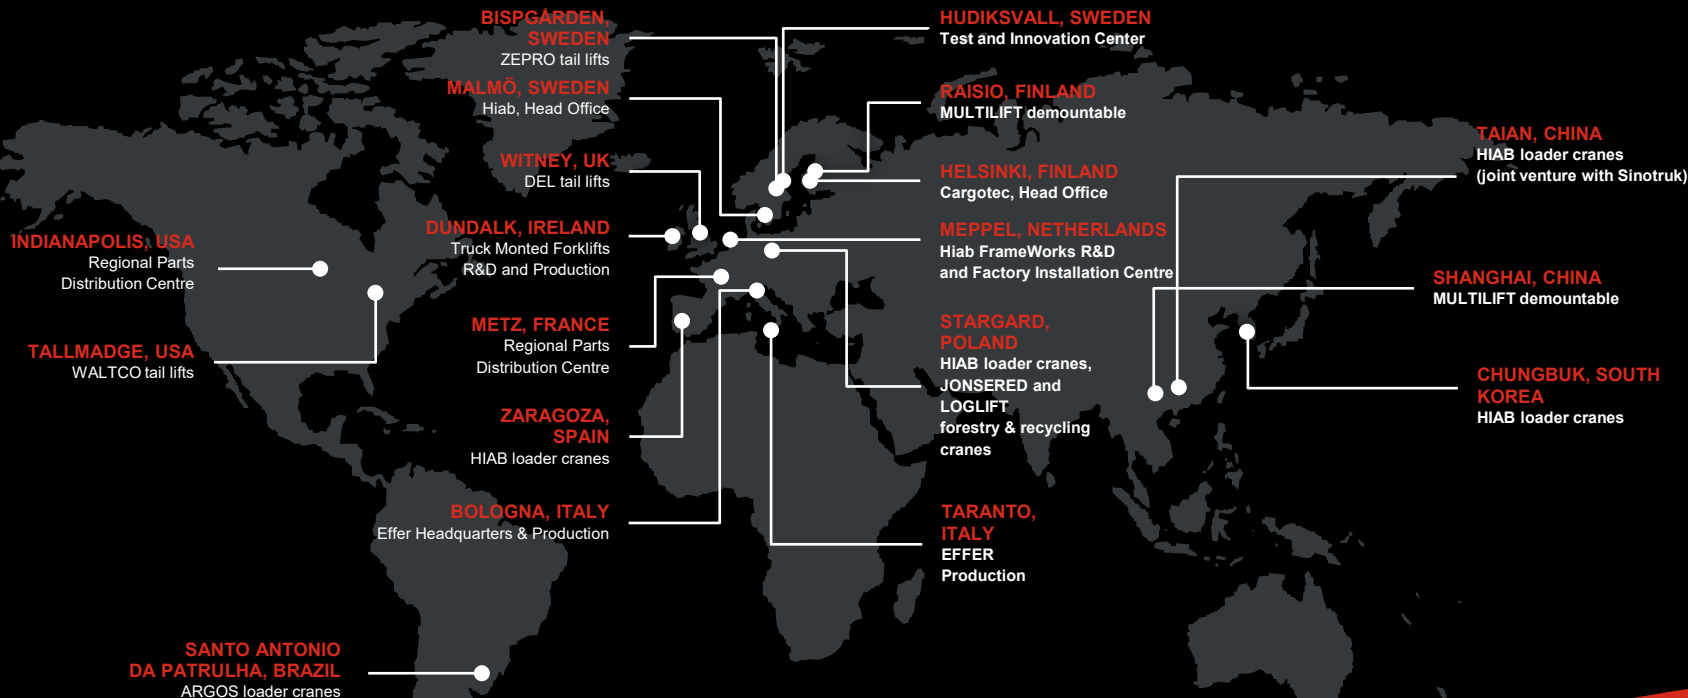 BISPGÅRDEN,
SWEDEN
ZEPRO tail lifts
MALMÖ, SWEDEN
Hiab, Head Office
WITNEY, UK
DEL tail lifts
DUNDALK, IRELAND
Truck Monted Forklifts
R&D and Production
INDIANAPOLIS, USA
Regional Parts
Distribution Centre
TALLMADGE, USA
WALTCO tail lifts
METZ, FRANCE
Regional Parts
Distribution Centre
ZARAGOZA,
SPAIN
HIAB loader cranes
BOLOGNA, ITALY
Effer Headquarters & Production
SANTO ANTONIO
DA PATRULHA, BRAZIL
ARGOS loader cranes
HUDIKSVALL, SWEDEN
Test and Innovation Center
RAISIO, FINLAND
MULTILIFT demountable
HELSINKI, FINLAND
Cargotec, Head Office
MEPPEL, NETHERLANDS
Hiab FrameWorks R&D
and Factory Installation Centre
STARGARD,
POLAND
HIAB loader cranes,
JONSERED and
LOGLIFT
forestry & recycling
cranes
TARANTO,
ITALY
EFFER
Production
TAIAN, CHINA
HIAB loader cranes
(joint venture with Sinotruk)
SHANGHAI, CHINA
MULTILIFT demountable
CHUNGBUK, SOUTH
KOREA
HIAB loader cranes